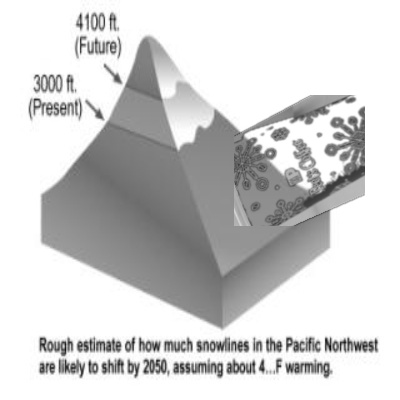 4100 ft.
(Future)
3000 ft.
(Present)
Rough estimate of how much snowlines in the Pacific Northwest
are likely to shift by 2050, assuming about 4...F warming.